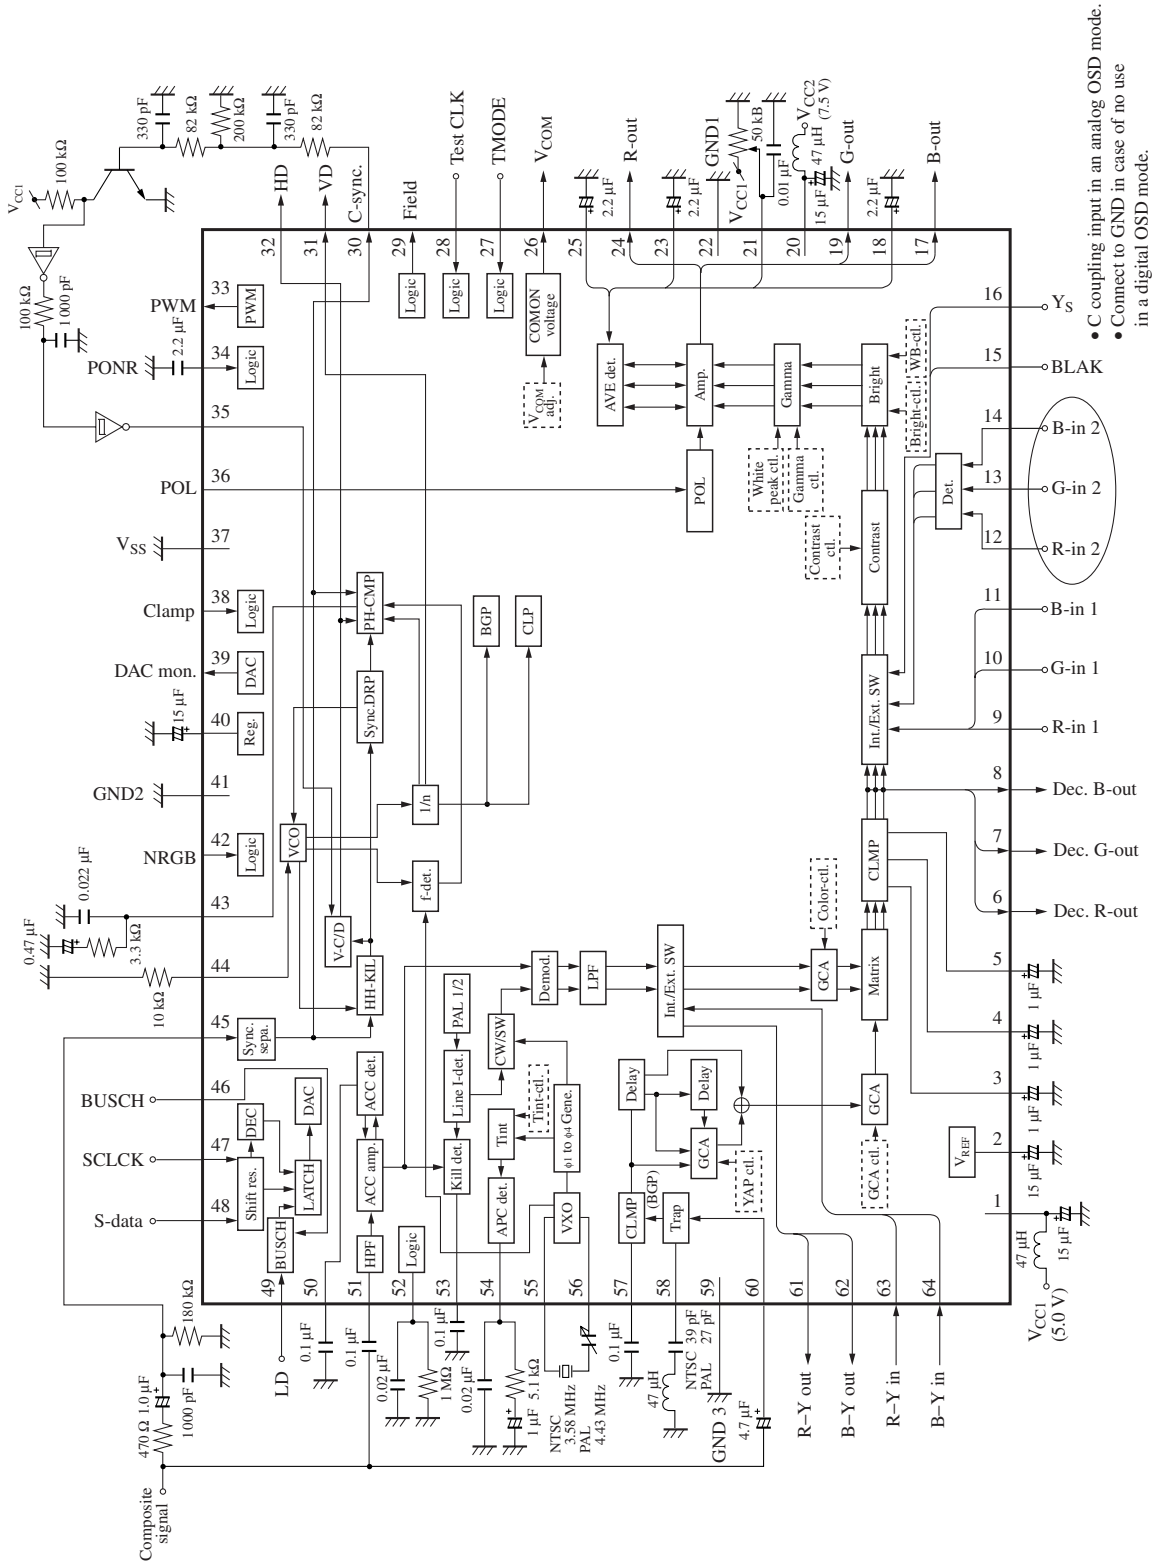 V_CC1
100 kΩ
330 pF
82 kΩ
200 kΩ
330 pF
82 kΩ
100 kΩ
1 000 pF
2.2 µF
HD
VD
C-sync.
Field
Test CLK
TMODE
V_COM
2.2 µF
R-out
2.2 µF
GND1
V_CC1
50 kB
0.01 µF
47 µH
V_CC2
(7.5 V)
15 µF
G-out
2.2 µF
B-out
32
31
30
29
28
27
26
25
24
23
22
21
20
19
18
17
PWM
33
PWM
PONR
34
Logic
35
POL
36
V_SS
37
Clamp
38
Logic
DAC mon.
39
DAC
15 µF
40
Reg.
GND2
41
NRGB
42
Logic
0.022 µF
43
0.47 µF
3.3 kΩ
44
10 kΩ
45
Sync.
sepa.
BUSCH
46
SCLCK
47
S-data
48
Logic
Logic
Logic
COMON
voltage
V_COM
adj.
AVE det.
Amp.
Gamma
Bright
WB-ctl.
Bright-ctl.
POL
White
peak ctl.
Gamma
ctl.
Contrast
ctl.
Contrast
Det.
PH-CMP
BGP
CLP
Sync.DRP
1/n
VCO
f-det.
V-C/D
HH-KIL
Int./Ext. SW
CLMP
Color-ctl.
GCA
Matrix
Demod.
LPF
Int./Ext. SW
PAL 1/2
CW/SW
Line I-det.
Kill det.
ACC det.
ACC amp.
HPF
DAC
DEC
LATCH
Shift res.
BUSCH
Logic
Tint-ctl.
Tint
ϕ1 to ϕ4 Gene.
APC det.
VXO
Delay
Delay
GCA
YAP ctl.
CLMP
(BGP)
Trap
GCA
GCA ctl.
V_REF
16
Y_S
15
BLAK
14
B-in 2
13
G-in 2
12
R-in 2
11
B-in 1
10
G-in 1
9
R-in 1
8
Dec. B-out
7
Dec. G-out
6
Dec. R-out
5
1 µF
4
1 µF
3
1 µF
2
15 µF
1
47 µH
15 µF
V_CC1
(5.0 V)
• C coupling input in an analog OSD mode.
• Connect to GND in case of no use
in a digital OSD mode.
49
50
51
52
53
54
55
56
57
58
59
60
61
62
63
64
180 kΩ
1.0 µF
470 Ω
1000 pF
Composite
signal
LD
0.1 µF
0.1 µF
0.02 µF
1 MΩ
0.1 µF
0.02 µF
5.1 kΩ
1 µF
NTSC
3.58 MHz
PAL
4.43 MHz
0.1 µF
47 µH
NTSC 39 pF
PAL 27 pF
GND 3
4.7 µF
R−Y out
B−Y out
R−Y in
B−Y in